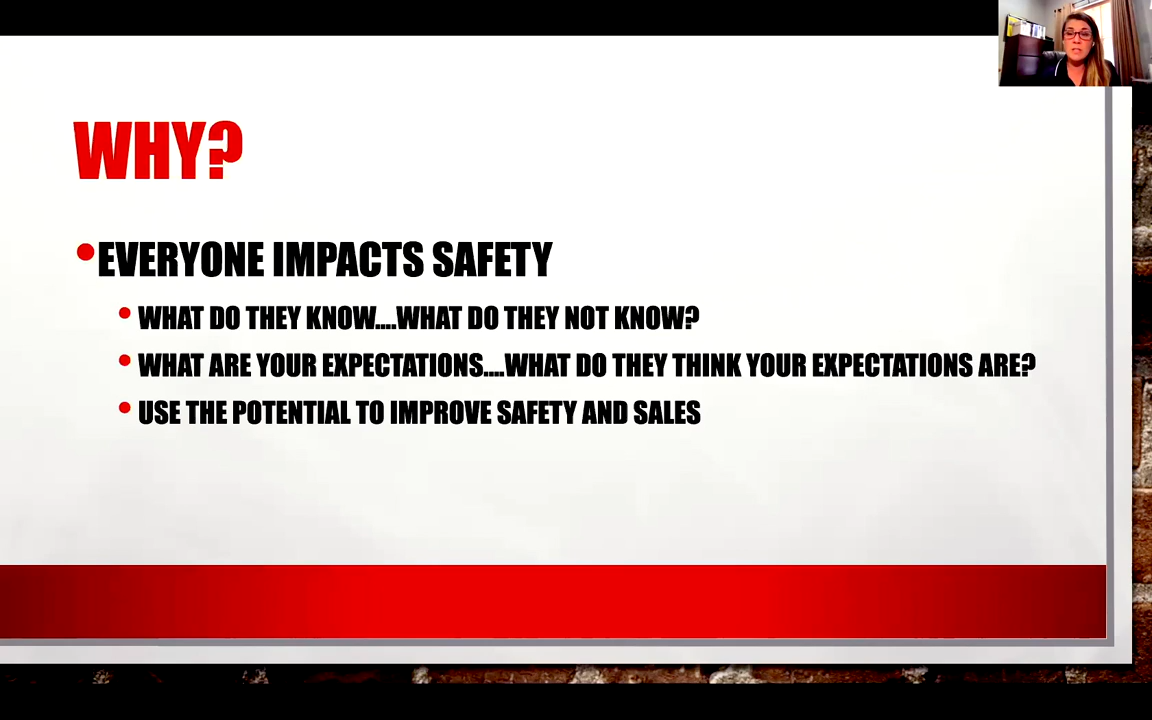 WHY?
•EVERYONE IMPACTS SAFETY
• WHAT DO THEY KNOW....WHAT DO THEY NOT KNOW?
• WHAT ARE YOUR EXPECTATIONS....WHAT DO THEY THINK YOUR EXPECTATIONS ARE?
• USE THE POTENTIAL TO IMPROVE SAFETY AND SALES